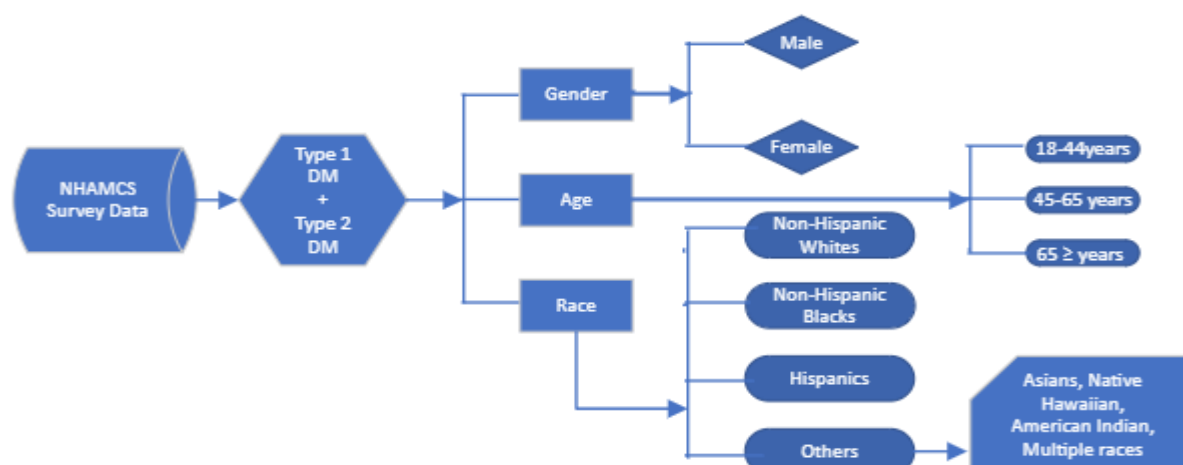 NHAMCS
Survey Data
Type 1
DM
+
Type 2
DM
Gender
Male
Female
Age
18-44years
45-65 years
65 ≥ years
Race
Non-Hispanic
Whites
Non-Hispanic
Blacks
Hispanics
Others
Asians, Native
Hawaiian,
American Indian,
Multiple races